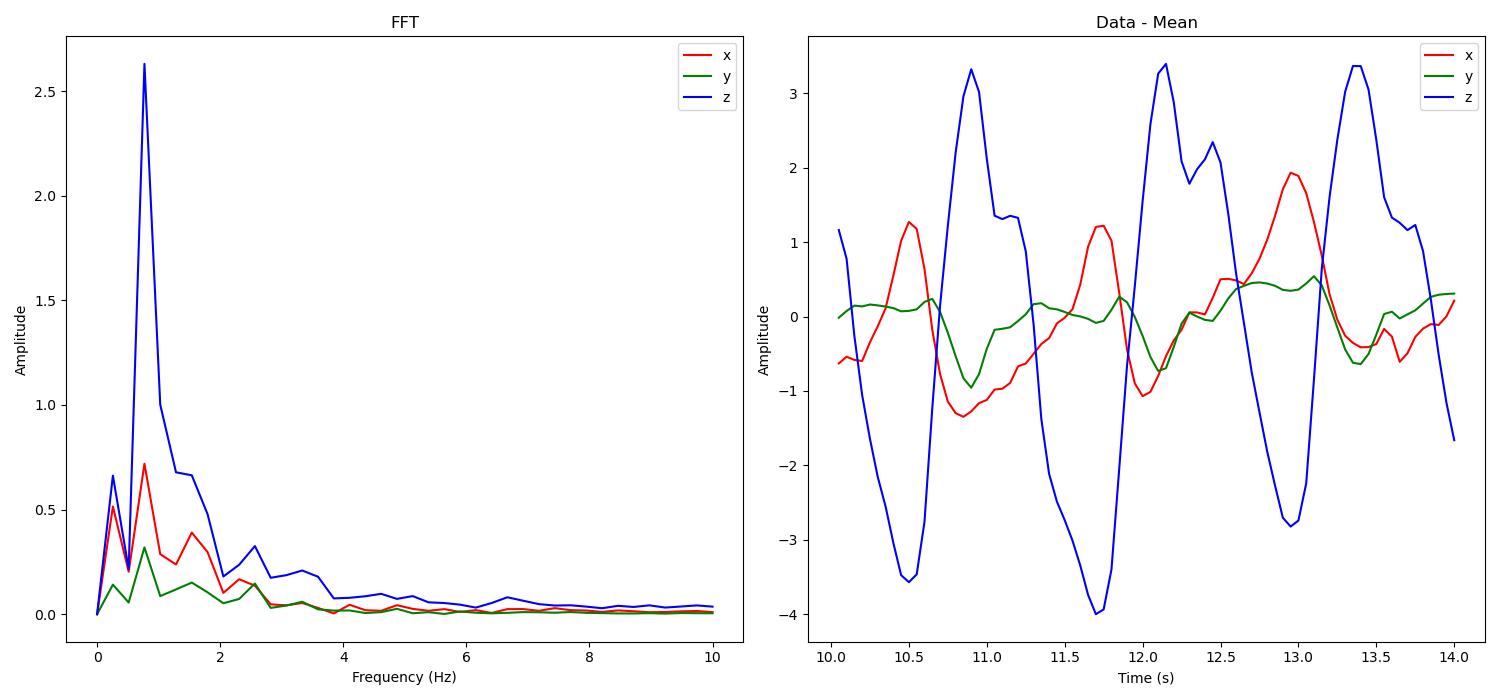 FFT
x
y
z
2.5
2.0
1.5
1.0
0.5
0.0
Amplitude
0
2
4
6
8
10
Frequency (Hz)
Data - Mean
x
y
z
3
2
1
0
−1
−2
−3
−4
Amplitude
10.0
10.5
11.0
11.5
12.0
12.5
13.0
13.5
14.0
Time (s)